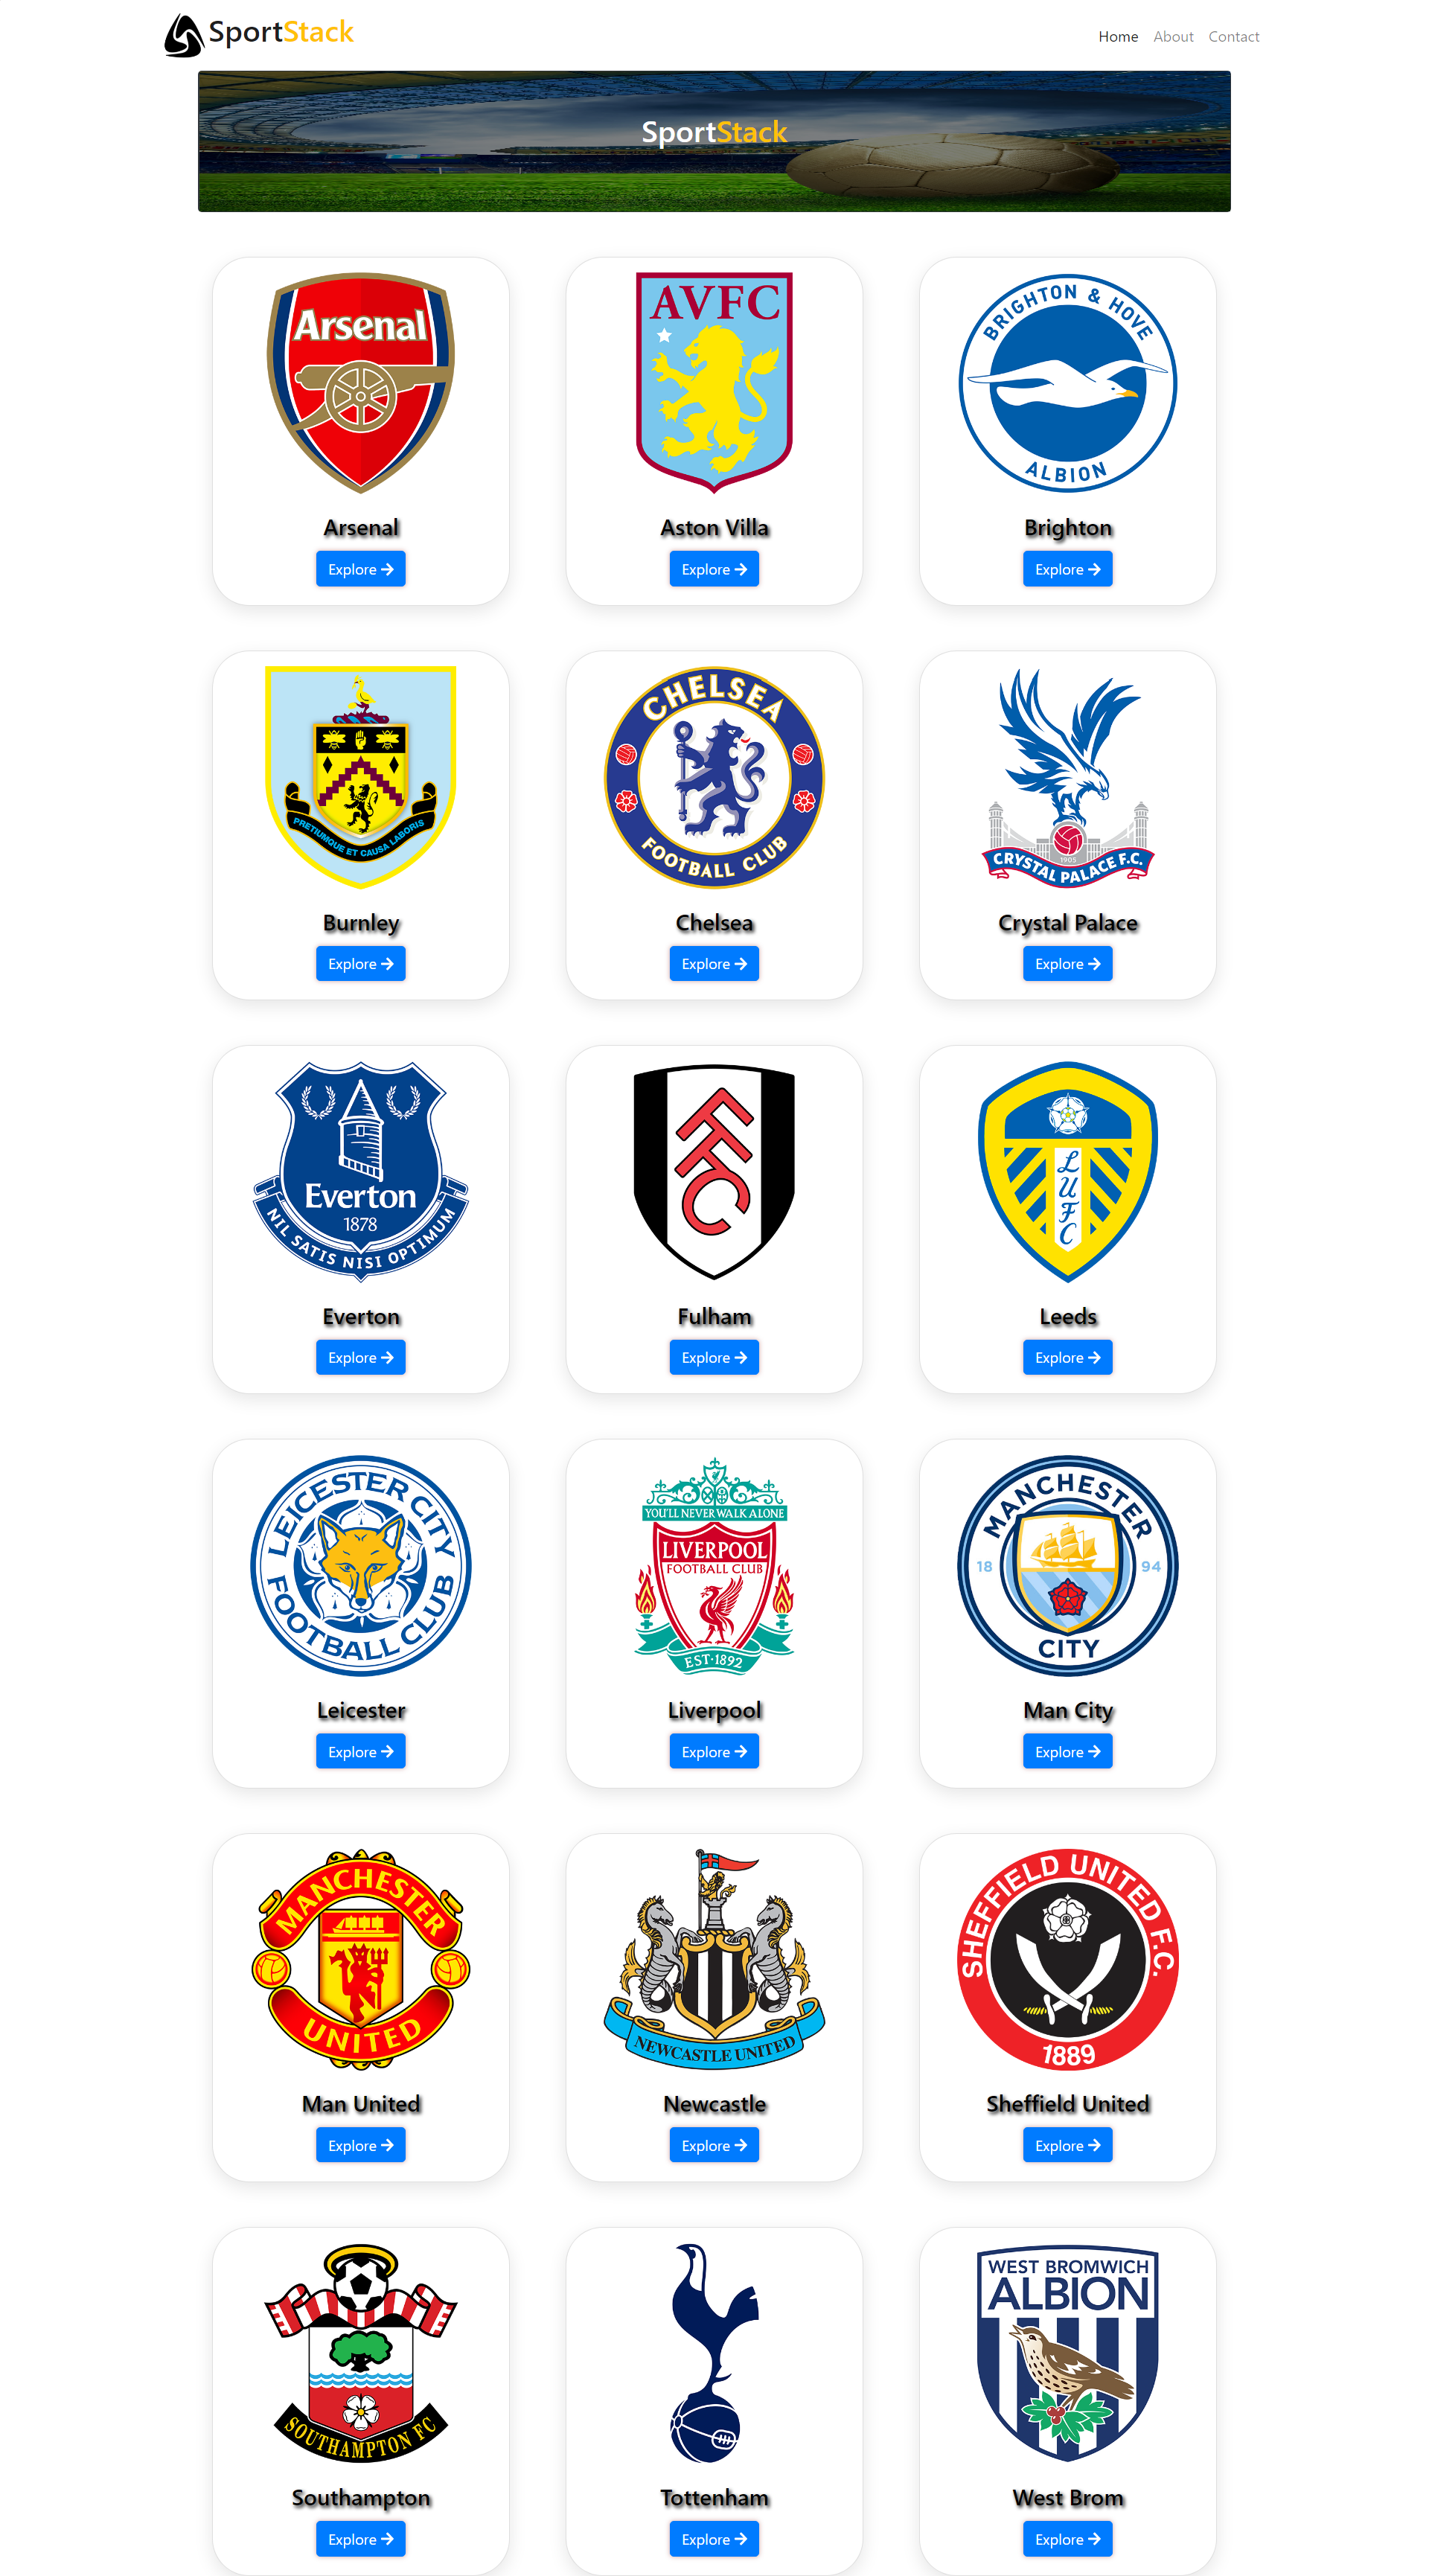 SportStack
Home About Contact
SportStack
Arsenal
AVFC
BRIGHTON & HOVE
ALBION
Arsenal
Aston Villa
Brighton
Explore
Explore
Explore
PRETIUMQUE ET CAUSA LABORIS
CHELSEA
FOOTBALL CLUB
1905
CRYSTAL PALACE F.C.
Burnley
Chelsea
Crystal Palace
Explore
Explore
Explore
Everton
1878
NIL SATIS NISI OPTIMUM
FFC
LUFC
Everton
Fulham
Leeds
Explore
Explore
Explore
LEICESTER CITY
FOOTBALL CLUB
YOU'LL NEVER WALK ALONE
LIVERPOOL
FOOTBALL CLUB
EST·1892
MANCHESTER
18 94
CITY
Leicester
Liverpool
Man City
Explore
Explore
Explore
MANCHESTER
UNITED
NEWCASTLE UNITED
SHEFFIELD UNITED F.C.
1889
Man United
Newcastle
Sheffield United
Explore
Explore
Explore
SOUTHAMPTON FC
WEST BROMWICH
ALBION
Southampton
Tottenham
West Brom
Explore
Explore
Explore